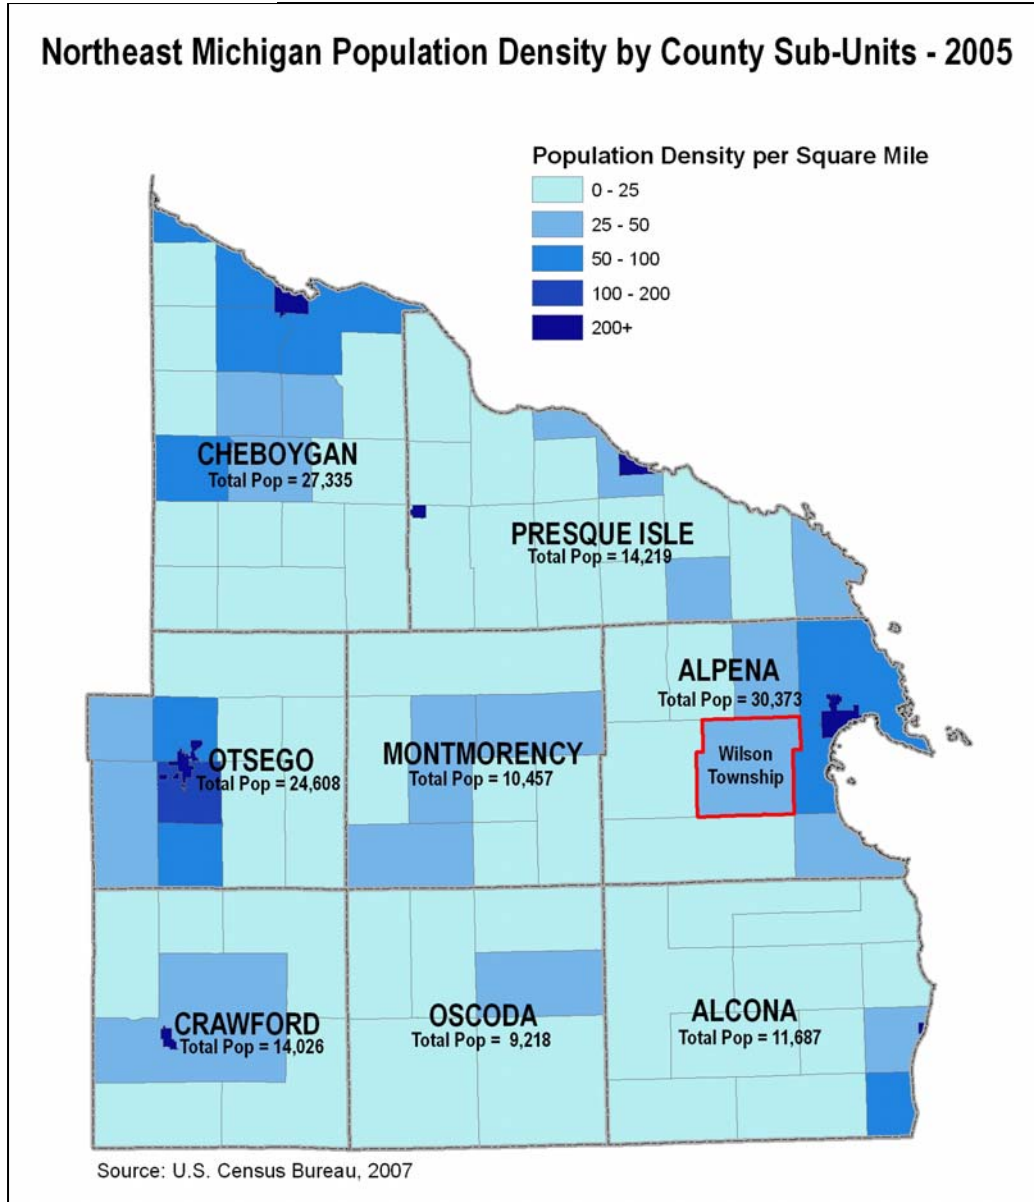 Northeast Michigan Population Density by County Sub-Units - 2005
Population Density per Square Mile
0 - 25
25 - 50
50 - 100
100 - 200
200+
CHEBOYGAN
Total Pop = 27,335
PRESQUE ISLE
Total Pop = 14,219
ALPENA
Total Pop = 30,373
Wilson
Township
OTSEGO
Total Pop = 24,608
MONTMORENCY
Total Pop = 10,457
CRAWFORD
Total Pop = 14,026
OSCODA
Total Pop = 9,218
ALCONA
Total Pop = 11,687
Source: U.S. Census Bureau, 2007